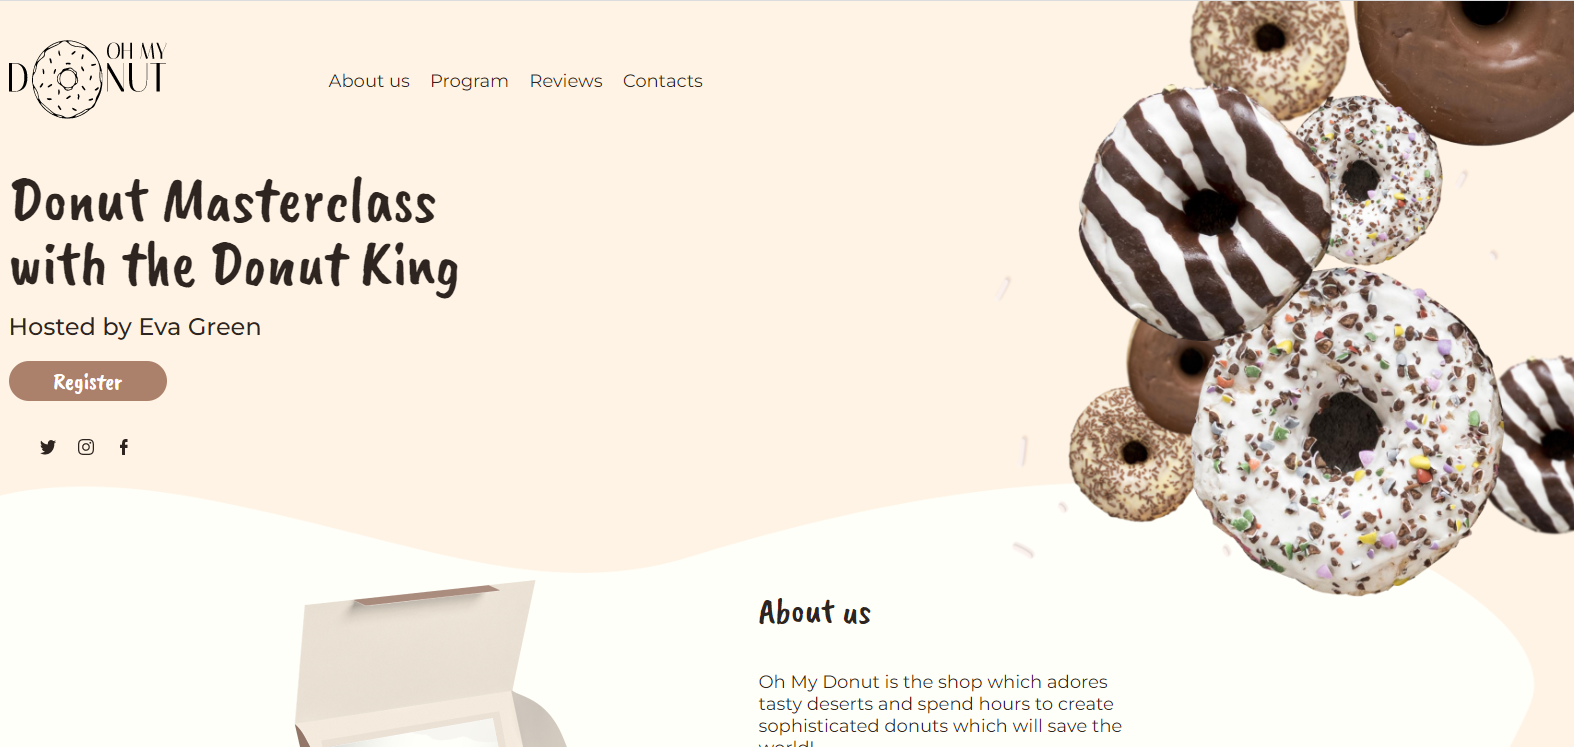 OH MY
DONUT
About us Program Reviews Contacts
Donut Masterclass
with the Donut King
Hosted by Eva Green
Register
About us
Oh My Donut is the shop which adores
tasty deserts and spend hours to create
sophisticated donuts which will save the
world!